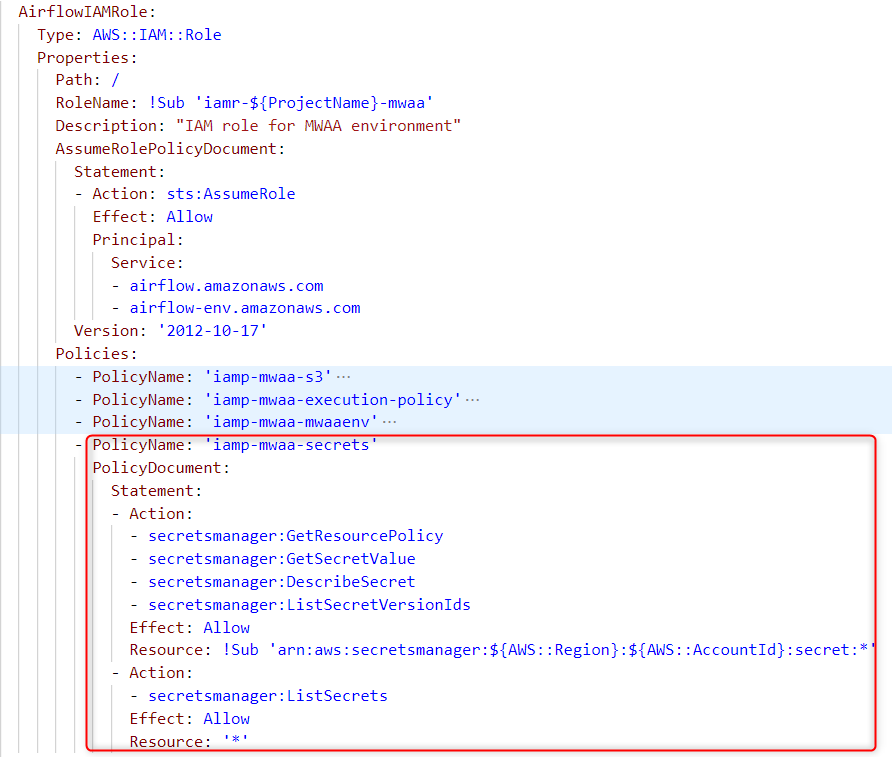 AirflowIAMRole:
Type: AWS::IAM::Role
Properties:
Path: /
RoleName: !Sub 'iamr-${ProjectName}-mwaa'
Description: "IAM role for MWAA environment"
AssumeRolePolicyDocument:
Statement:
- Action: sts:AssumeRole
Effect: Allow
Principal:
Service:
- airflow.amazonaws.com
- airflow-env.amazonaws.com
Version: '2012-10-17'
Policies:
- PolicyName: 'iamp-mwaa-s3' ···
- PolicyName: 'iamp-mwaa-execution-policy' ···
- PolicyName: 'iamp-mwaa-mwaaenv' ···
- PolicyName: 'iamp-mwaa-secrets'
PolicyDocument:
Statement:
- Action:
- secretsmanager:GetResourcePolicy
- secretsmanager:GetSecretValue
- secretsmanager:DescribeSecret
- secretsmanager:ListSecretVersionIds
Effect: Allow
Resource: !Sub 'arn:aws:secretsmanager:${AWS::Region}:${AWS::AccountId}:secret:*'
- Action:
- secretsmanager:ListSecrets
Effect: Allow
Resource: '*'